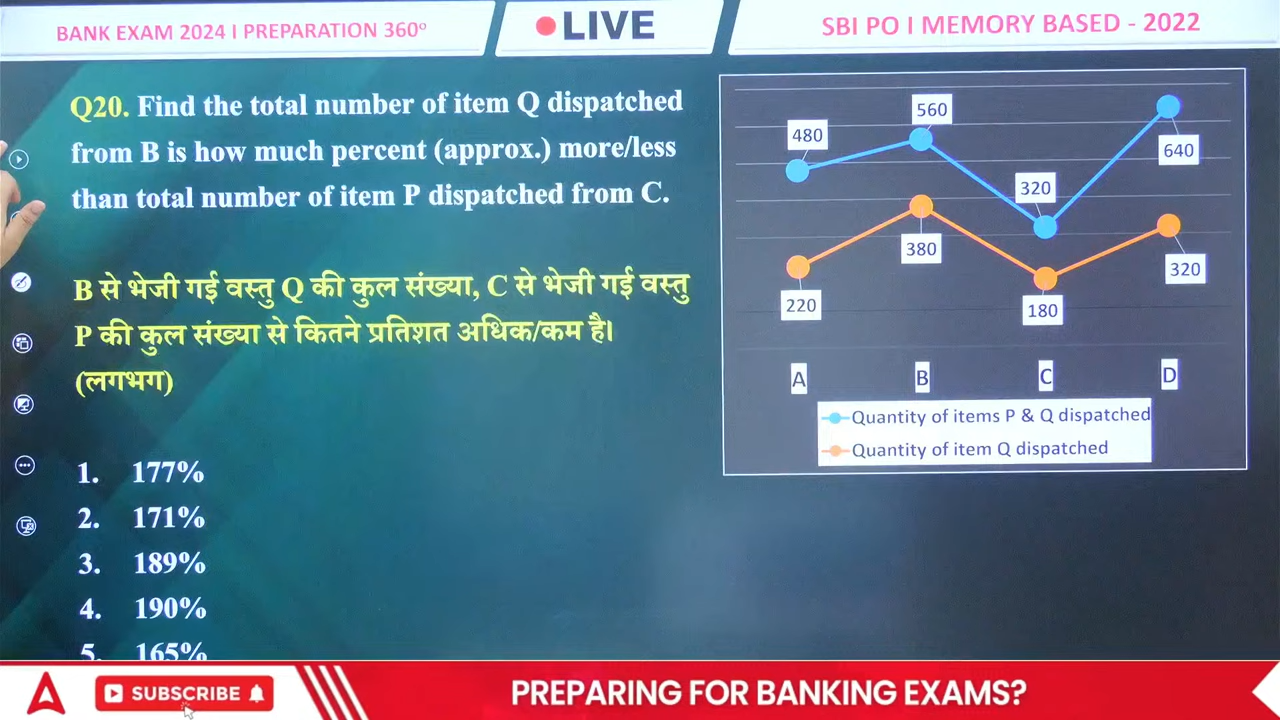 BANK EXAM 2024 I PREPARATION 360º
LIVE
SBI PO I MEMORY BASED - 2022
Q20. Find the total number of item Q dispatched
from B is how much percent (approx.) more/less
than total number of item P dispatched from C.
B से भेजी गई वस्तु Q की कुल संख्या, C से भेजी गई वस्तु
P की कुल संख्या से कितने प्रतिशत अधिक/कम है।
(लगभग)
1. 177%
2. 171%
3. 189%
4. 190%
5. 165%
480
560
320
640
220
380
180
320
A B C D
Quantity of items P & Q dispatched
Quantity of item Q dispatched
SUBSCRIBE
PREPARING FOR BANKING EXAMS?